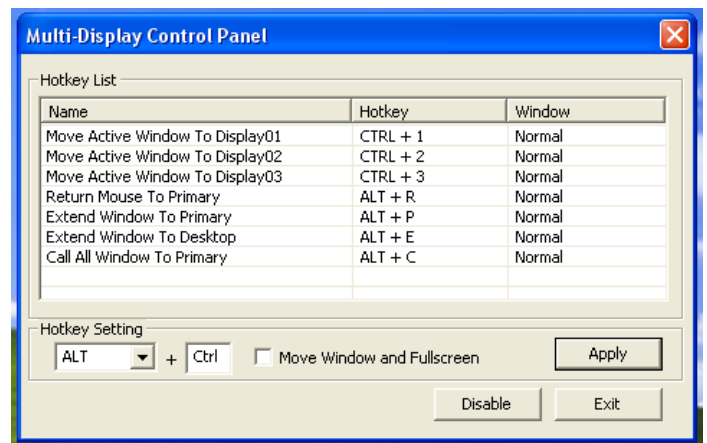 Multi-Display Control Panel
Hotkey List
Name Hotkey Window
Move Active Window To Display01 CTRL + 1 Normal
Move Active Window To Display02 CTRL + 2 Normal
Move Active Window To Display03 CTRL + 3 Normal
Return Mouse To Primary ALT + R Normal
Extend Window To Primary ALT + P Normal
Extend Window To Desktop ALT + E Normal
Call All Window To Primary ALT + C Normal
Hotkey Setting
ALT + Ctrl Move Window and Fullscreen Apply
Disable Exit